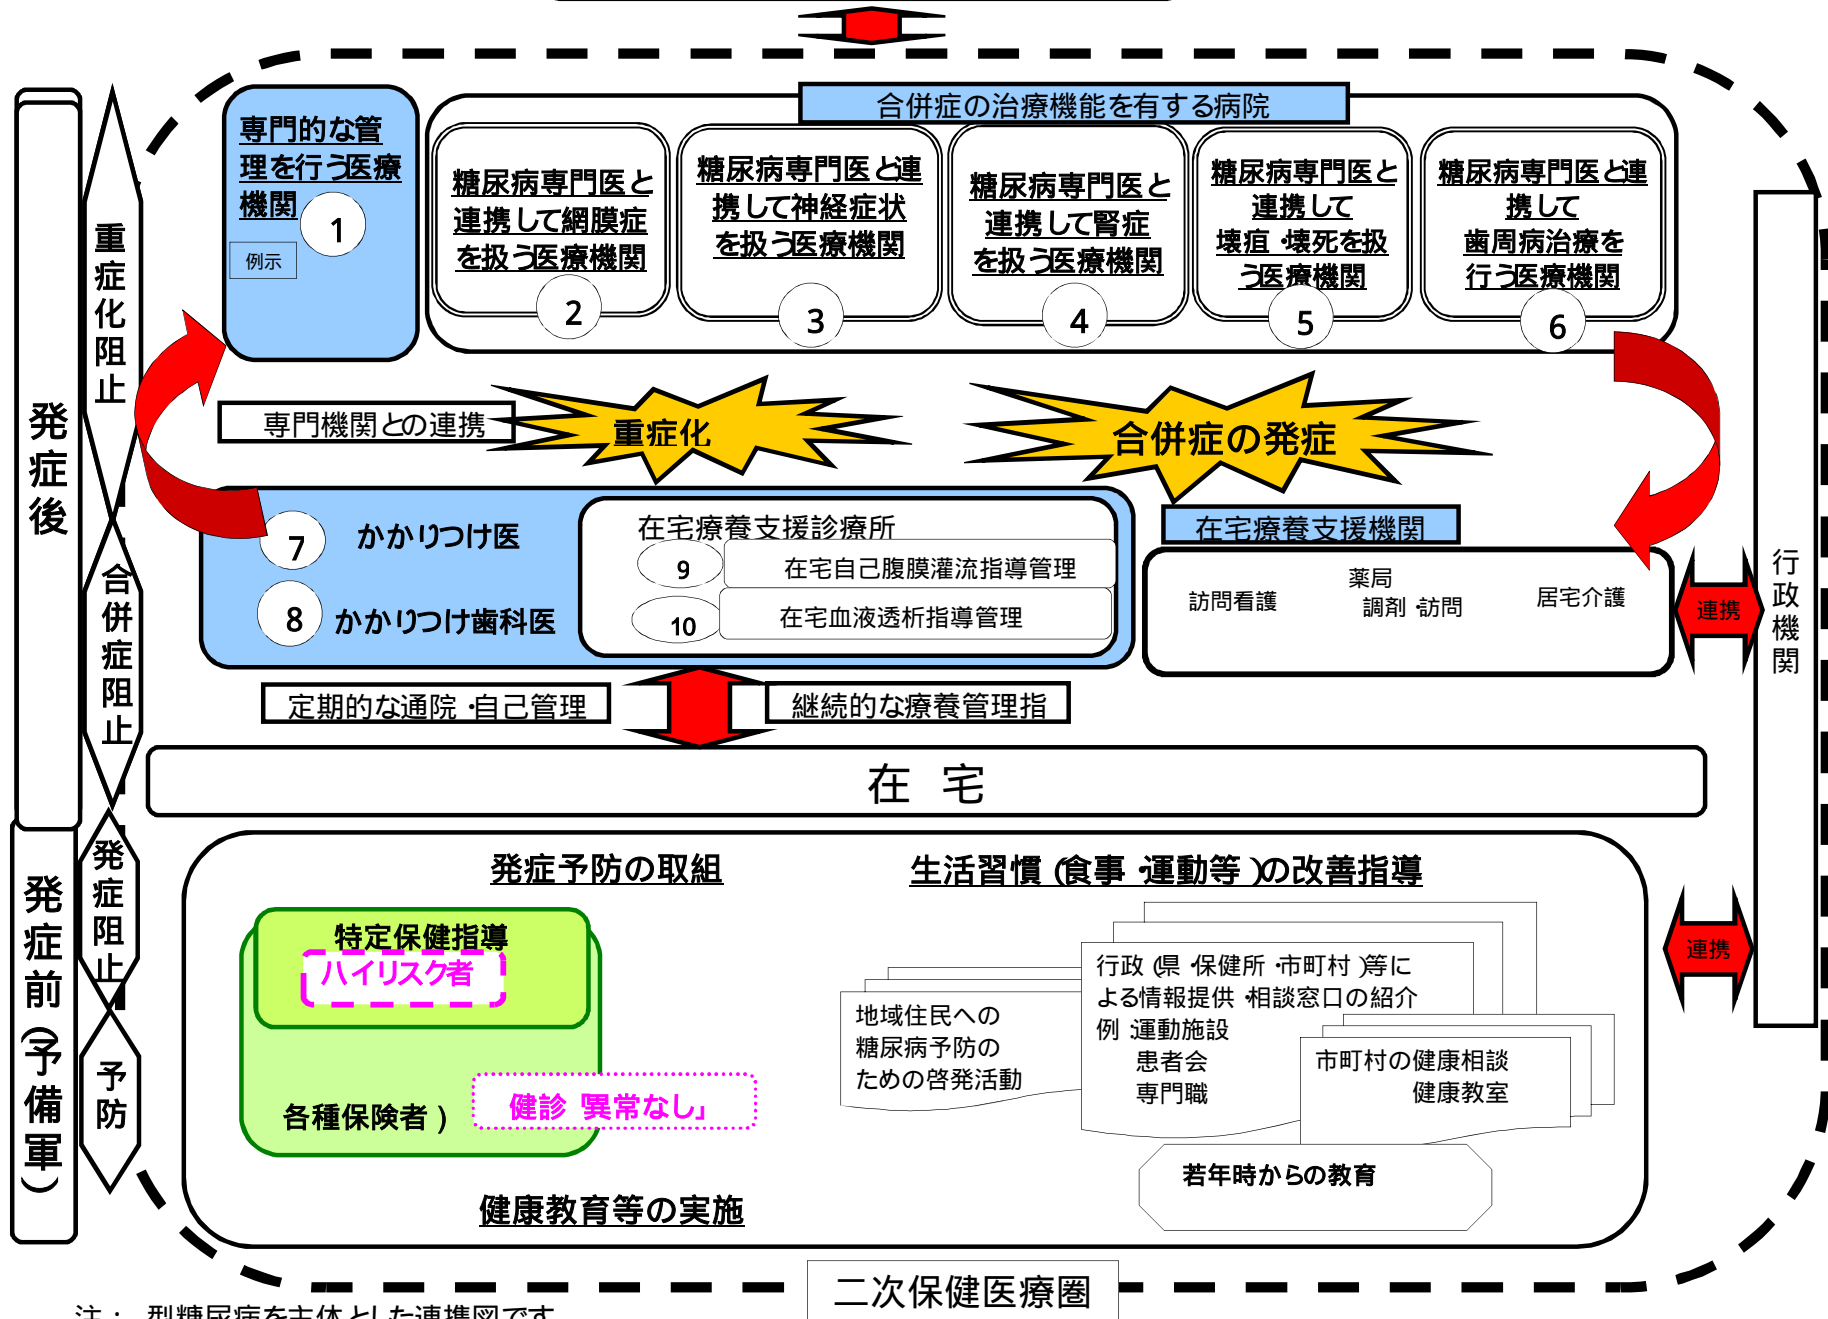 合併症の治療機能を有する病院
専門的な管
理を行う医療
機関
1
例示
糖尿病専門医と
連携して網膜症
を扱う医療機関
2
糖尿病専門医と連
携して神経症状
を扱う医療機関
3
糖尿病専門医と
連携して腎症
を扱う医療機関
4
糖尿病専門医と
連携して
壊疽・壊死を扱
う医療機関
5
糖尿病専門医と連
携して
歯周病治療を
行う医療機関
6
発症後
重症化阻止
合併症阻止
専門機関との連携
重症化
合併症の発症
7
かかりつけ医
8
かかりつけ歯科医
在宅療養支援診療所
9
在宅自己腹膜灌流指導管理
10
在宅血液透析指導管理
在宅療養支援機関
訪問看護
薬局
調剤・訪問
居宅介護
連携
行政機関
定期的な通院・自己管理
継続的な療養管理指
在 宅
発症前(予備軍)
発症阻止
予防
発症予防の取組
特定保健指導
ハイリスク者
各種保険者)
健診「異常なし」
健康教育等の実施
生活習慣(食事・運動等)の改善指導
地域住民への
糖尿病予防の
ための啓発活動
行政(県・保健所・市町村)等に
よる情報提供・相談窓口の紹介
例:運動施設
患者会
専門職
市町村の健康相談
健康教室
若年時からの教育
連携
二次保健医療圏
注: 型糖尿病を主体とした連携図です